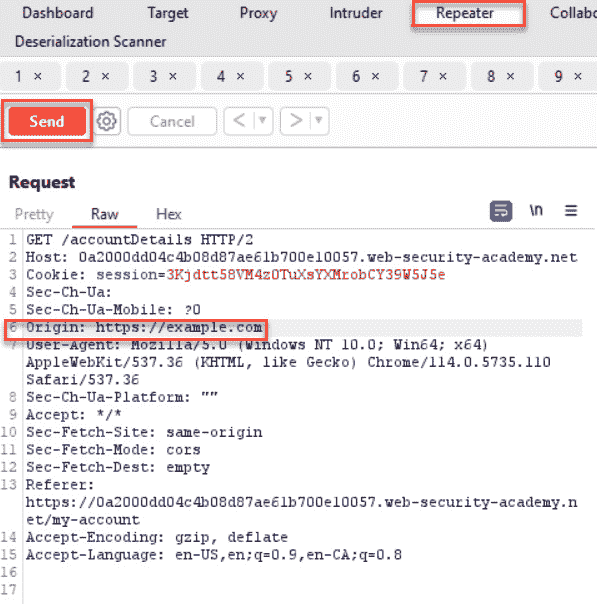 Dashboard Target Proxy Intruder Repeater Collabo
Deserialization Scanner
1 × 2 × 3 × 4 × 5 × 6 × 7 × 8 × 9 ×
Send Cancel < ▼ > ▼
Request
Pretty Raw Hex \n
1 GET /accountDetails HTTP/2
2 Host: 0a2000dd04c4b08d87ae61b700e10057.web-security-academy.net
3 Cookie: session=3Kjdtt58VM4z0TuXsYXMrobCY39W5J5e
4 Sec-Ch-Ua:
5 Sec-Ch-Ua-Mobile: ?0
6 Origin: https://example.com
7 User-Agent: Mozilla/5.0 (Windows NT 10.0; Win64; x64)
AppleWebKit/537.36 (KHTML, like Gecko) Chrome/114.0.5735.110
Safari/537.36
8 Sec-Ch-Ua-Platform: ""
9 Accept: */*
10 Sec-Fetch-Site: same-origin
11 Sec-Fetch-Mode: cors
12 Sec-Fetch-Dest: empty
13 Referer:
https://0a2000dd04c4b08d87ae61b700e10057.web-security-academy.n
et/my-account
14 Accept-Encoding: gzip, deflate
15 Accept-Language: en-US,en;q=0.9,en-CA;q=0.8
16
17